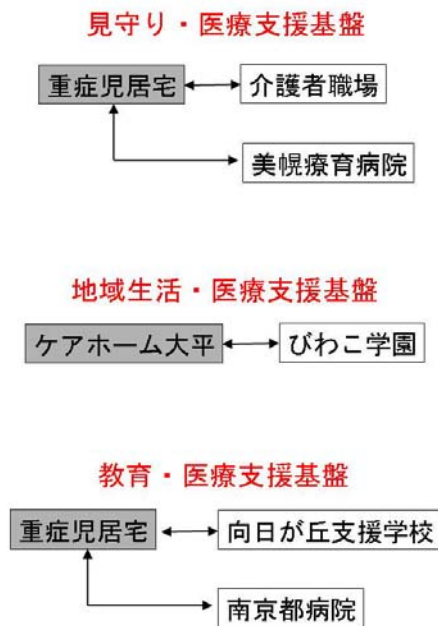 見守り・医療支援基盤
重症児居宅
介護者職場
美幌療育病院
地域生活・医療支援基盤
ケアホーム大平
びわこ学園
教育・医療支援基盤
重症児居宅
向日が丘支援学校
南京都病院